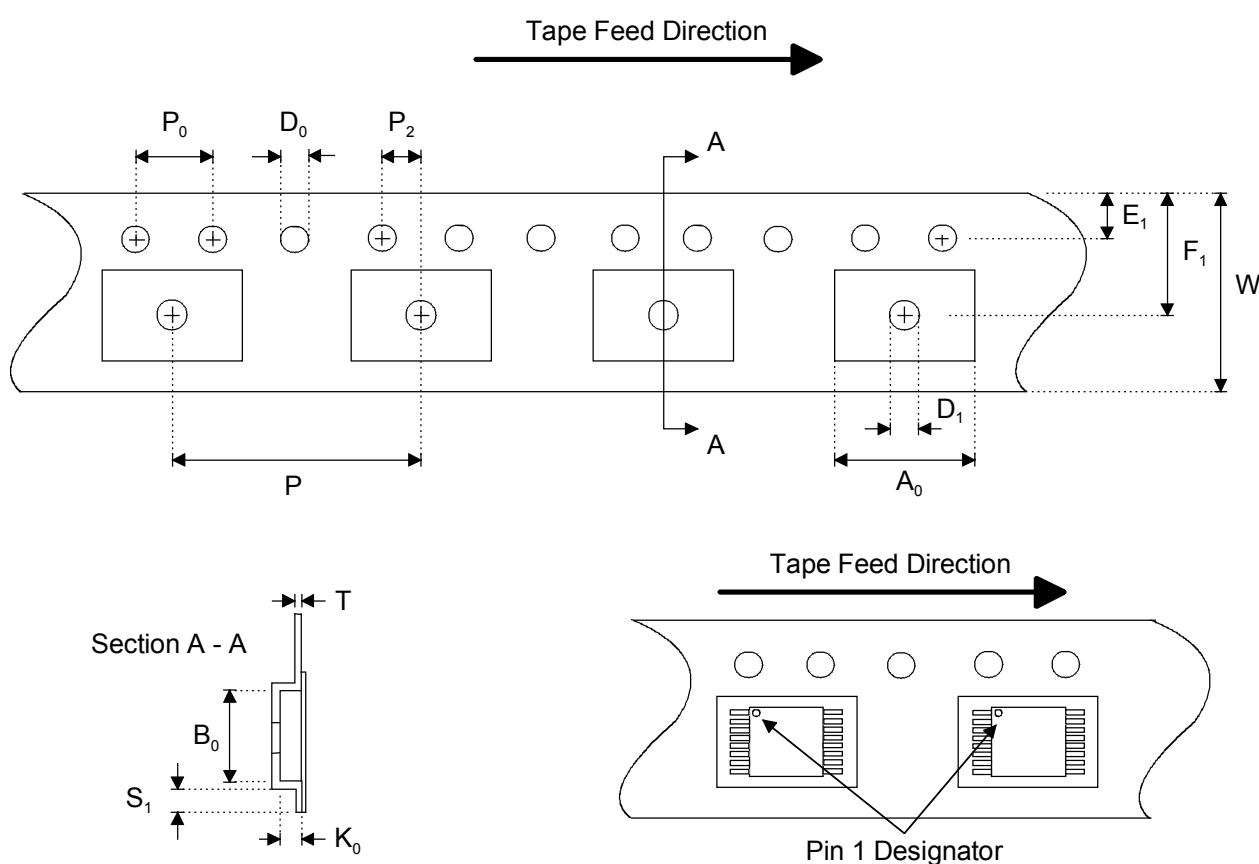 Tape Feed Direction
P₀
D₀
P₂
A
E₁
F₁
W
D₁
A
P
A₀
Tape Feed Direction
T
Section A - A
B₀
S₁
K₀
Pin 1 Designator